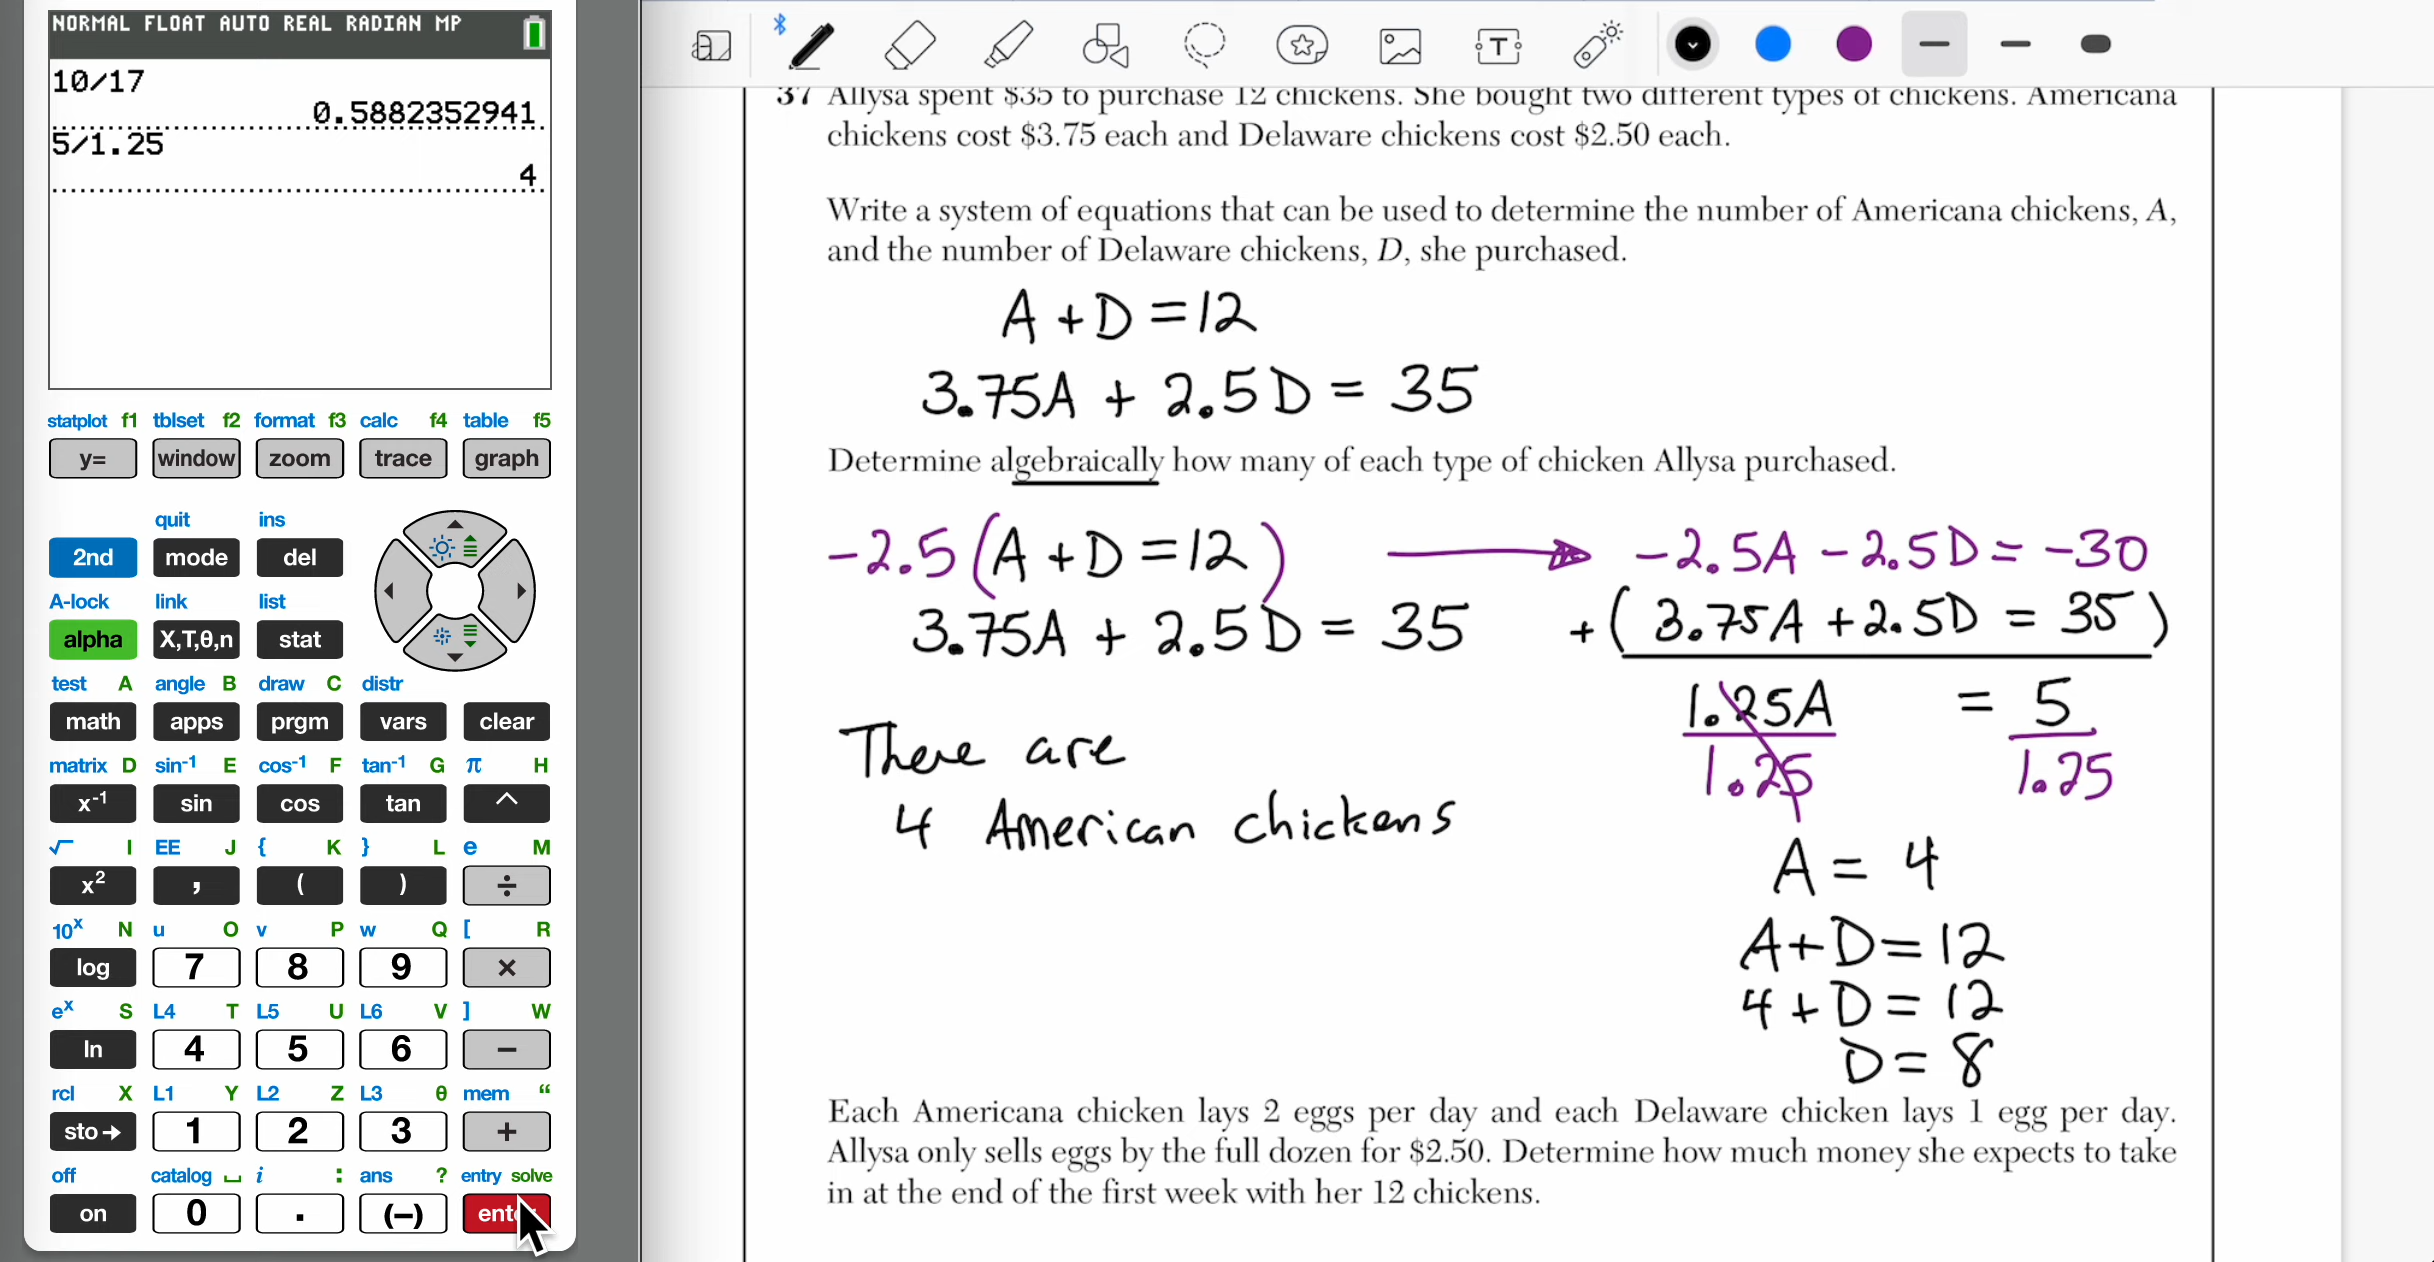 NORMAL FLOAT AUTO REAL RADIAN MP
10/17
0.5882352941
5/1.25
4
statplot f1 tblset f2 format f3 calc f4 table f5
y= window zoom trace graph
quit ins
2nd mode del
A-lock link list
alpha X,T,θ,n stat
test A angle B draw C distr
math apps prgm vars clear
matrix D sin-1 E cos-1 F tan-1 G π H
x-1 sin cos tan ^
√ I EE J { K } L e M
x2 , ( ) ÷
10x N u O v P w Q [ R
log 7 8 9 ×
ex S L4 T L5 U L6 V ] W
ln 4 5 6 −
rcl X L1 Y L2 Z L3 θ mem “
sto→ 1 2 3 +
off catalog ⎵ i : ans ? entry solve
on 0 . (−)
T
37 Allysa spent $35 to purchase 12 chickens. She bought two different types of chickens. Americana
chickens cost $3.75 each and Delaware chickens cost $2.50 each.
Write a system of equations that can be used to determine the number of Americana chickens, A,
and the number of Delaware chickens, D, she purchased.
A + D = 12
3.75A + 2.5D = 35
Determine algebraically how many of each type of chicken Allysa purchased.
-2.5(A + D = 12) → -2.5A - 2.5D = -30
3.75A + 2.5D = 35 + (3.75A + 2.5D = 35)
1.25A = 5
1.25 1.25
There are
4 American chickens
A = 4
A + D = 12
4 + D = 12
D = 8
Each Americana chicken lays 2 eggs per day and each Delaware chicken lays 1 egg per day.
Allysa only sells eggs by the full dozen for $2.50. Determine how much money she expects to take
in at the end of the first week with her 12 chickens.